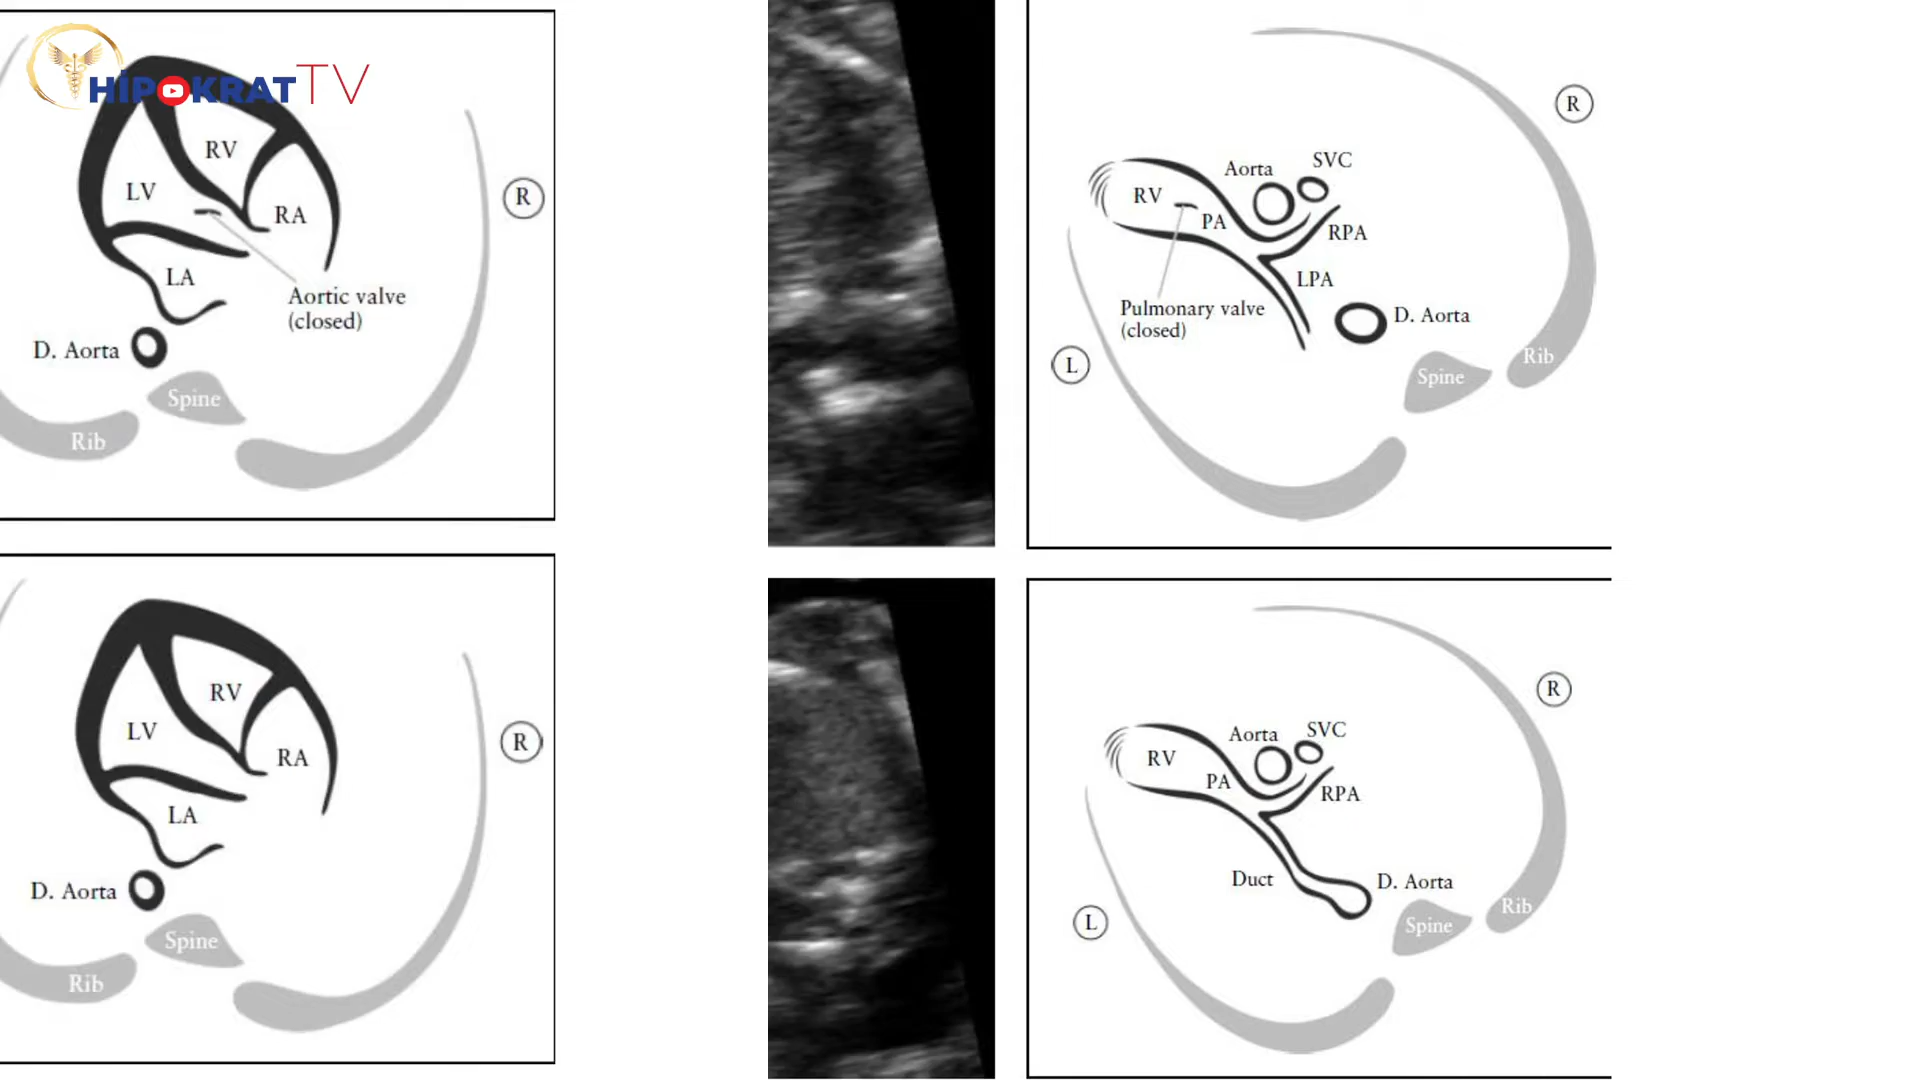 HİPOKRAT TV
RV
LV
RA
LA
Aortic valve
(closed)
D. Aorta
Spine
Rib
R
RV
LV
RA
LA
D. Aorta
Spine
Rib
R
R
SVC
Aorta
RV
PA
RPA
LPA
Pulmonary valve
(closed)
D. Aorta
L
Rib
Spine
R
SVC
Aorta
RV
PA
RPA
Duct
D. Aorta
L
Rib
Spine